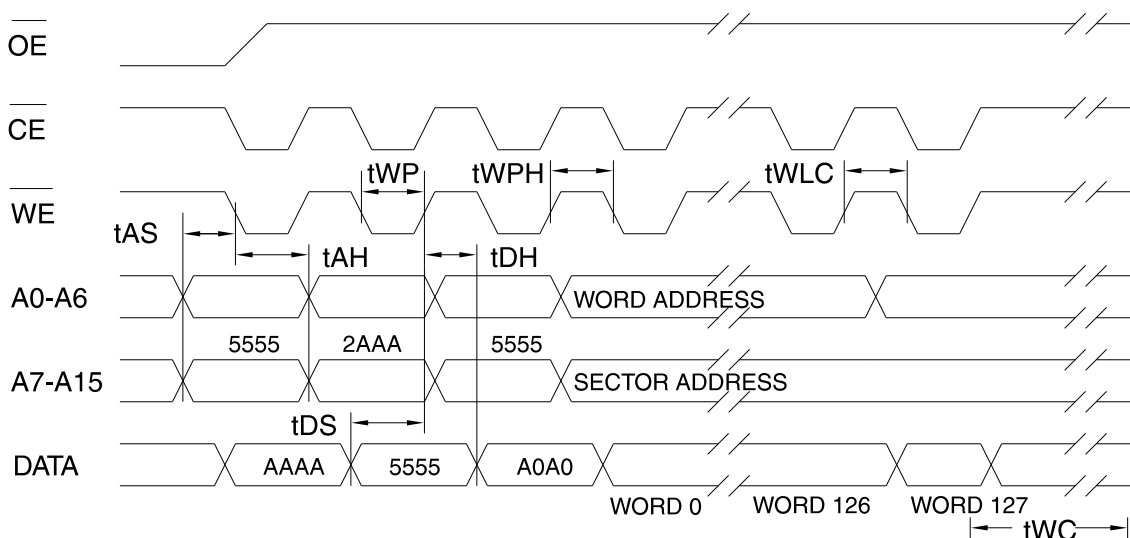 OE
CE
tWP
tWPH
tWLC
WE
tAS
tAH
tDH
A0-A6
WORD ADDRESS
5555
2AAA
5555
A7-A15
SECTOR ADDRESS
tDS
DATA
AAAA
5555
A0A0
WORD 0
WORD 126
WORD 127
tWC